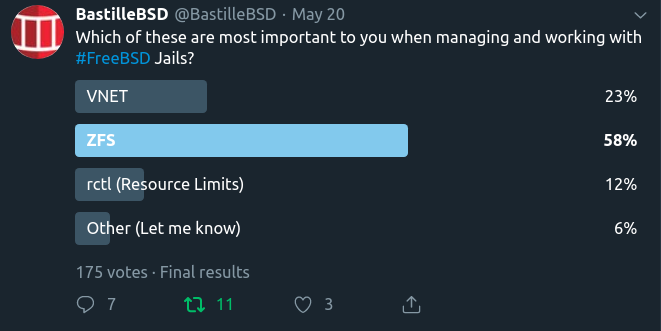 BastilleBSD @BastilleBSD · May 20
Which of these are most important to you when managing and working with
#FreeBSD Jails?
VNET 23%
ZFS 58%
rctl (Resource Limits) 12%
Other (Let me know) 6%
175 votes · Final results
7 11 3